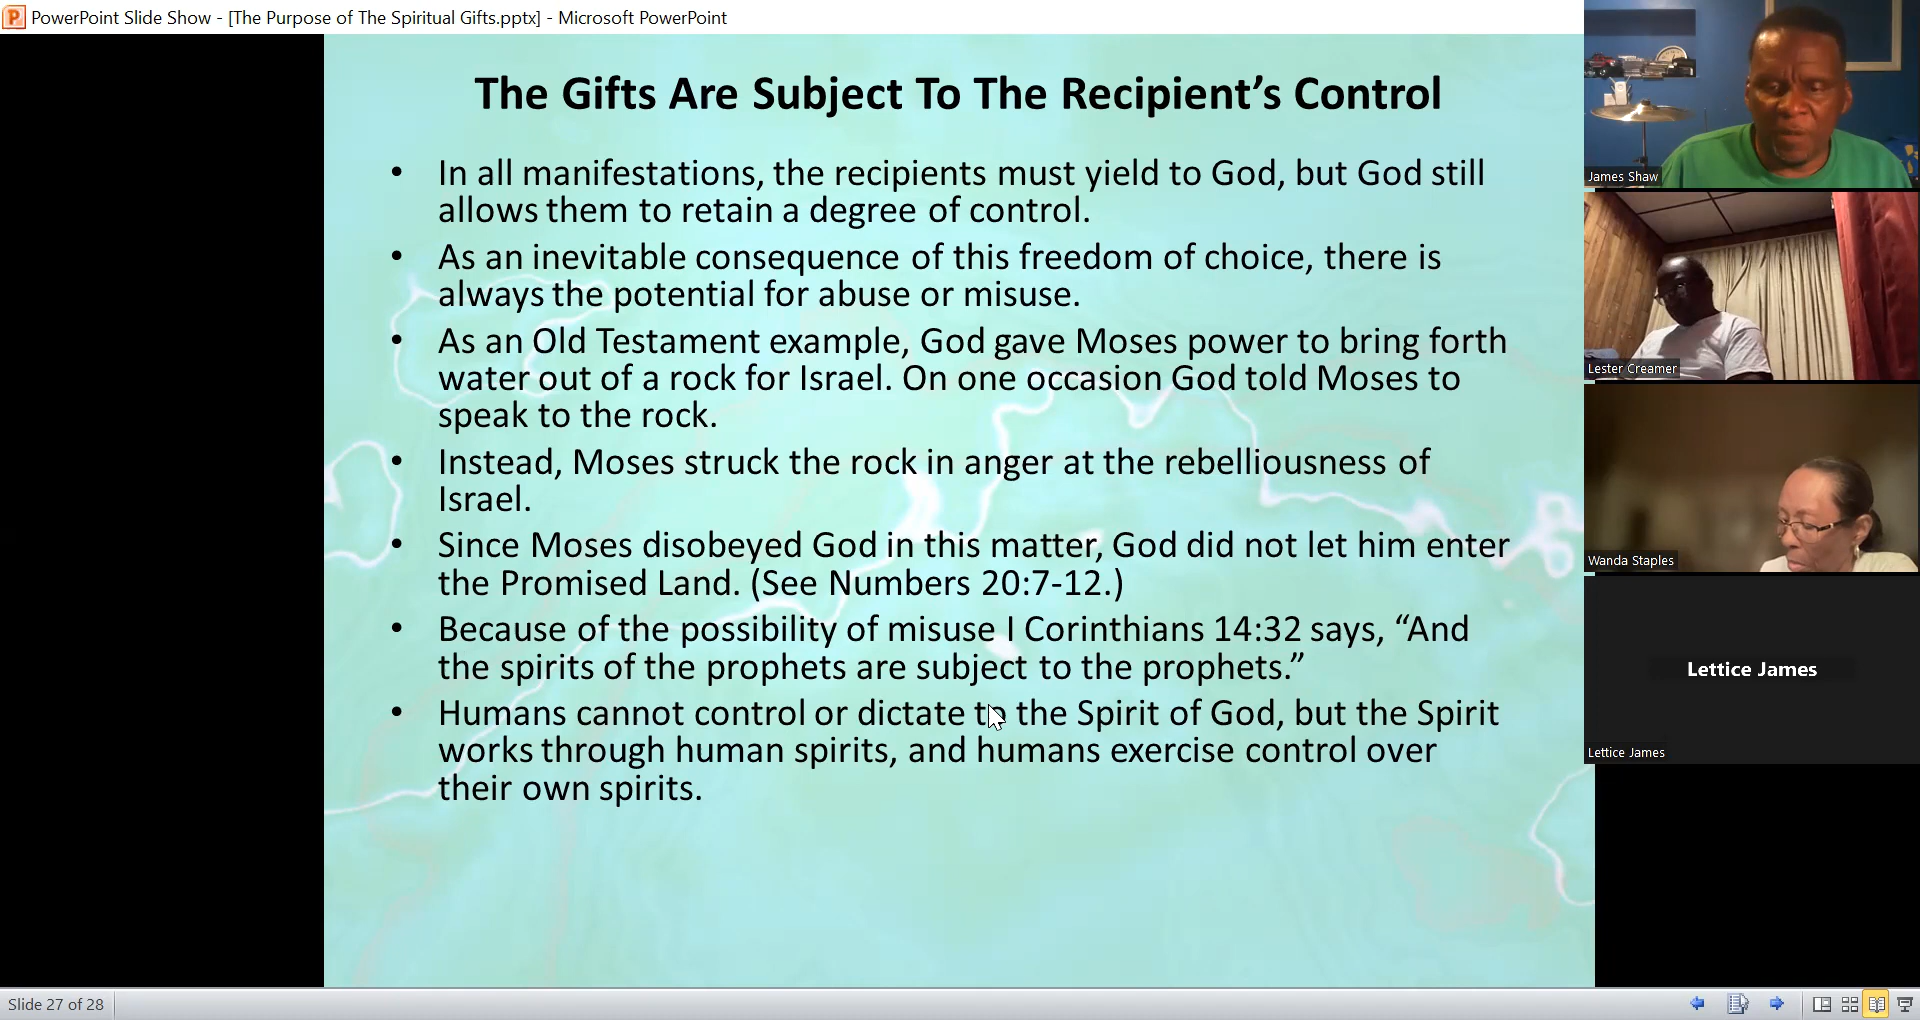 PowerPoint Slide Show - [The Purpose of The Spiritual Gifts.pptx] - Microsoft PowerPoint
The Gifts Are Subject To The Recipient’s Control
• In all manifestations, the recipients must yield to God, but God still
allows them to retain a degree of control.
• As an inevitable consequence of this freedom of choice, there is
always the potential for abuse or misuse.
• As an Old Testament example, God gave Moses power to bring forth
water out of a rock for Israel. On one occasion God told Moses to
speak to the rock.
• Instead, Moses struck the rock in anger at the rebelliousness of
Israel.
• Since Moses disobeyed God in this matter, God did not let him enter
the Promised Land. (See Numbers 20:7-12.)
• Because of the possibility of misuse I Corinthians 14:32 says, “And
the spirits of the prophets are subject to the prophets.”
• Humans cannot control or dictate to the Spirit of God, but the Spirit
works through human spirits, and humans exercise control over
their own spirits.
James Shaw
Lester Creamer
Wanda Staples
Lettice James
Lettice James
Slide 27 of 28